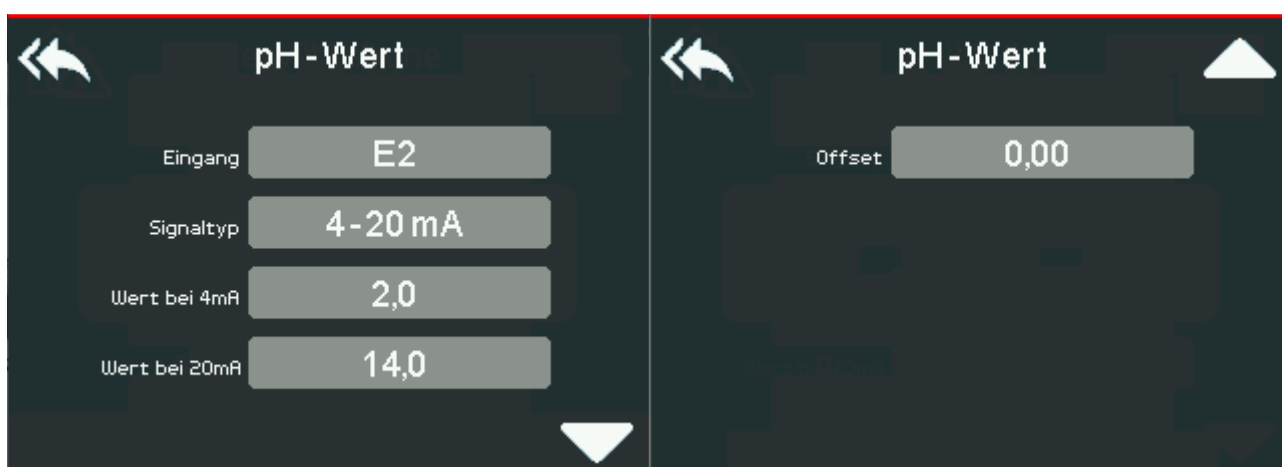 pH-Wert
Eingang E2
Signaltyp 4-20 mA
Wert bei 4mA 2,0
Wert bei 20mA 14,0
pH-Wert
Offset 0,00